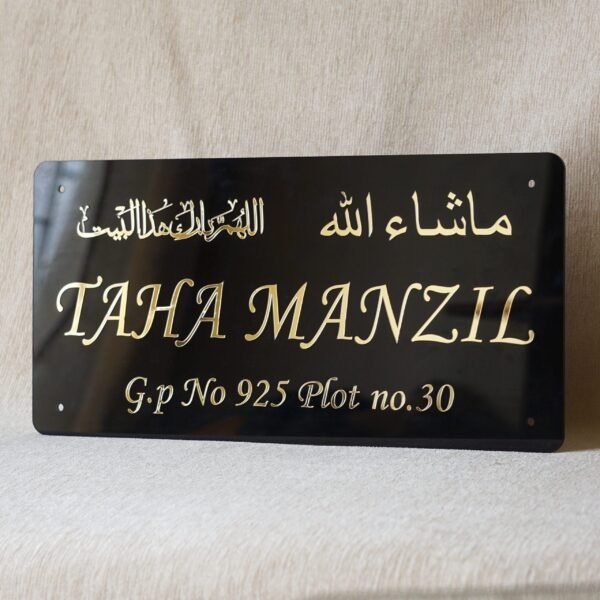 ماشاء الله اللهم بارك هذا البيت
TAHA MANZIL
G.p No 925 Plot no.30